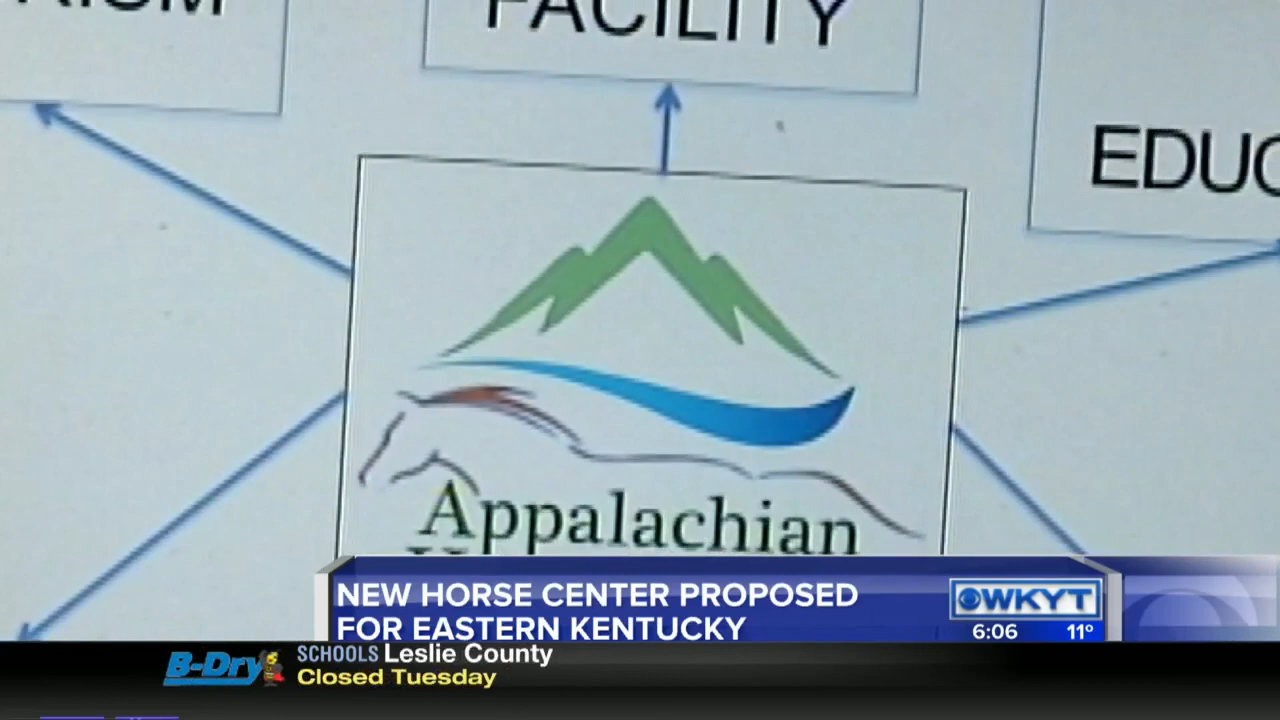 FACILITY
Appalachian
NEW HORSE CENTER PROPOSED
FOR EASTERN KENTUCKY
WKYT
6:06 11°
B-Dry
SCHOOLS Leslie County
Closed Tuesday